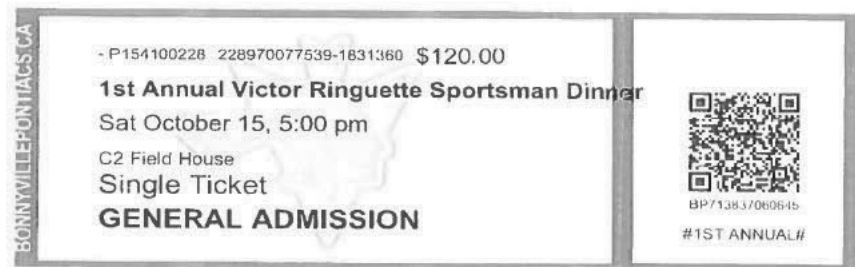 BONNYVILLEPONTIACS.CA
- P154100228 228970077539-1631360 $120.00
1st Annual Victor Ringuette Sportsman Dinner
Sat October 15, 5:00 pm
C2 Field House
Single Ticket
GENERAL ADMISSION
BP713837060645
#1ST ANNUAL#